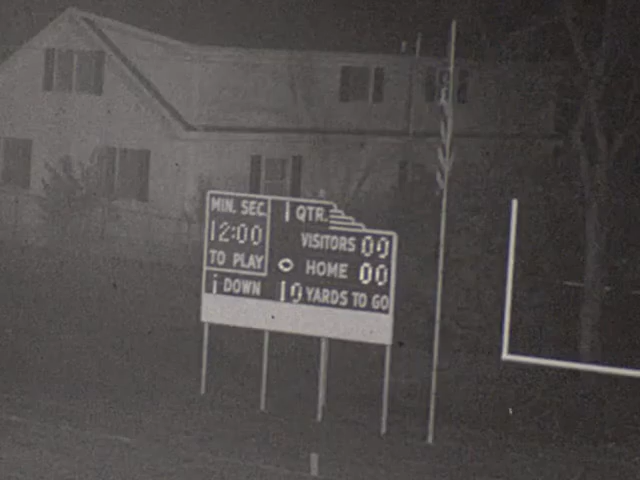 MIN. SEC. 1 QTR.
12:00 VISITORS 00
TO PLAY HOME 00
1 DOWN 10 YARDS TO GO